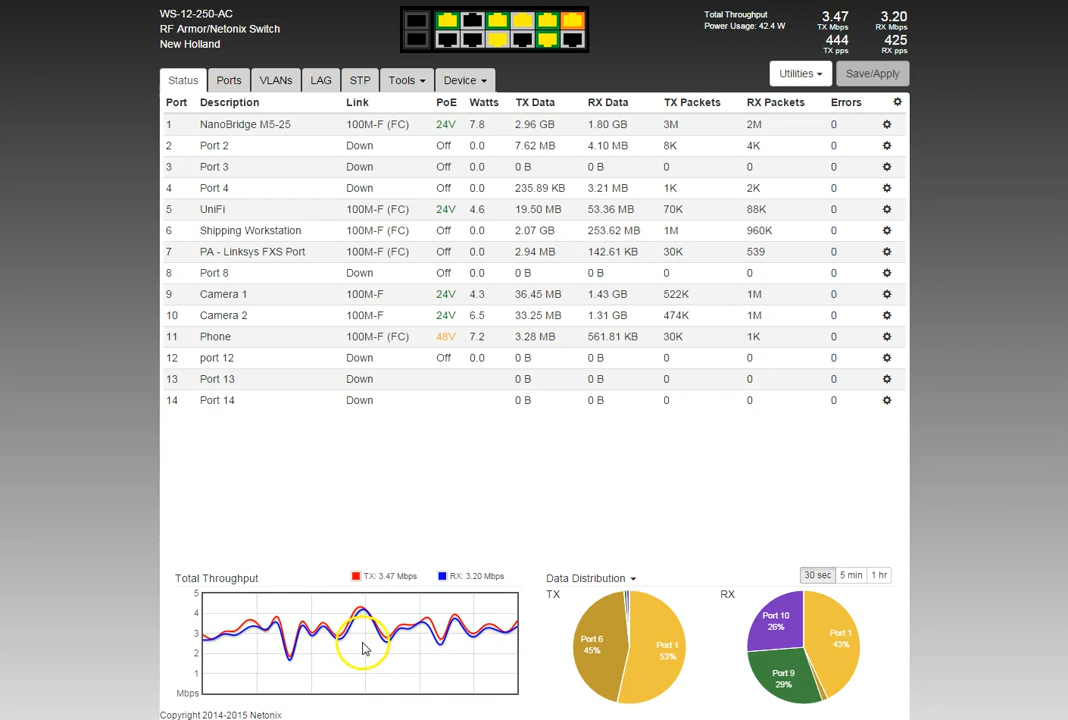 WS-12-250-AC
RF Armor/Netonix Switch
New Holland
Total Throughput
Power Usage: 42.4 W
3.47 3.20
TX Mbps RX Mbps
444 425
TX pps RX pps
Status Ports VLANs LAG STP Tools Device Utilities Save/Apply
Port Description Link PoE Watts TX Data RX Data TX Packets RX Packets Errors
1 NanoBridge M5-25 100M-F (FC) 24V 7.8 2.96 GB 1.80 GB 3M 2M 0
2 Port 2 Down Off 0.0 7.62 MB 4.10 MB 8K 4K 0
3 Port 3 Down Off 0.0 0 B 0 B 0 0 0
4 Port 4 Down Off 0.0 235.89 KB 3.21 MB 1K 2K 0
5 UniFi 100M-F (FC) 24V 4.6 19.50 MB 53.36 MB 70K 88K 0
6 Shipping Workstation 100M-F (FC) Off 0.0 2.07 GB 253.62 MB 1M 960K 0
7 PA - Linksys FXS Port 100M-F (FC) Off 0.0 2.94 MB 142.61 KB 30K 539 0
8 Port 8 Down Off 0.0 0 B 0 B 0 0 0
9 Camera 1 100M-F 24V 4.3 36.45 MB 1.43 GB 522K 1M 0
10 Camera 2 100M-F 24V 6.5 33.25 MB 1.31 GB 474K 1M 0
11 Phone 100M-F (FC) 48V 7.2 3.28 MB 561.81 KB 30K 1K 0
12 port 12 Down Off 0.0 0 B 0 B 0 0 0
13 Port 13 Down 0 B 0 B 0 0 0
14 Port 14 Down 0 B 0 B 0 0 0
Total Throughput TX: 3.47 Mbps RX: 3.20 Mbps
5
4
3
2
1
Mbps
Data Distribution 30 sec 5 min 1 hr
TX
Port 6
45%
Port 1
53%
RX
Port 10
26%
Port 1
43%
Port 9
29%
Copyright 2014-2015 Netonix